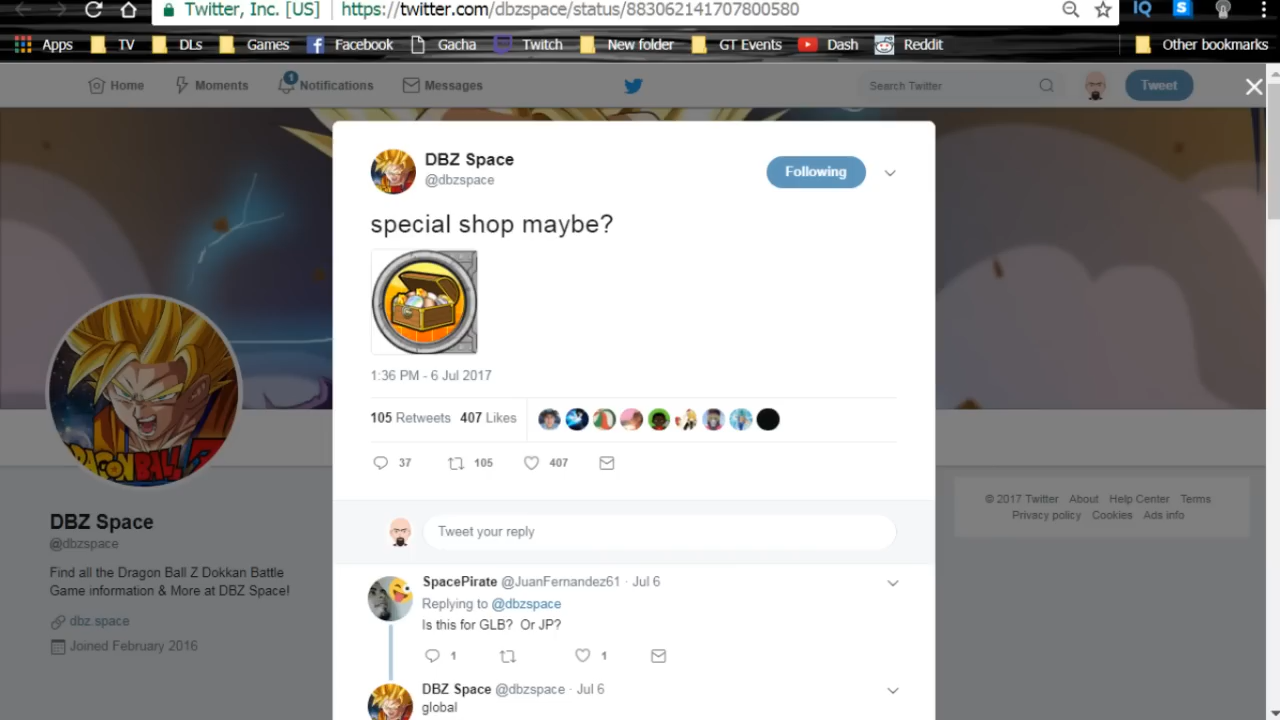 Twitter, Inc. [US] https://twitter.com/dbzspace/status/883062141707800580
IQ S
Apps TV DLs Games Facebook Gacha Twitch New folder GT Events Dash Reddit Other bookmarks
Home Moments 1 Notifications Messages Search Twitter Tweet
DBZ Space
@dbzspace
Following
special shop maybe?
1:36 PM - 6 Jul 2017
105 Retweets 407 Likes
37 105 407
Tweet your reply
SpacePirate @JuanFernandez61 · Jul 6
Replying to @dbzspace
Is this for GLB? Or JP?
1 1
DBZ Space @dbzspace · Jul 6
global
DRAGON BALL Z
DBZ Space
@dbzspace
Find all the Dragon Ball Z Dokkan Battle
Game information & More at DBZ Space!
dbz.space
Joined February 2016
© 2017 Twitter About Help Center Terms
Privacy policy Cookies Ads info